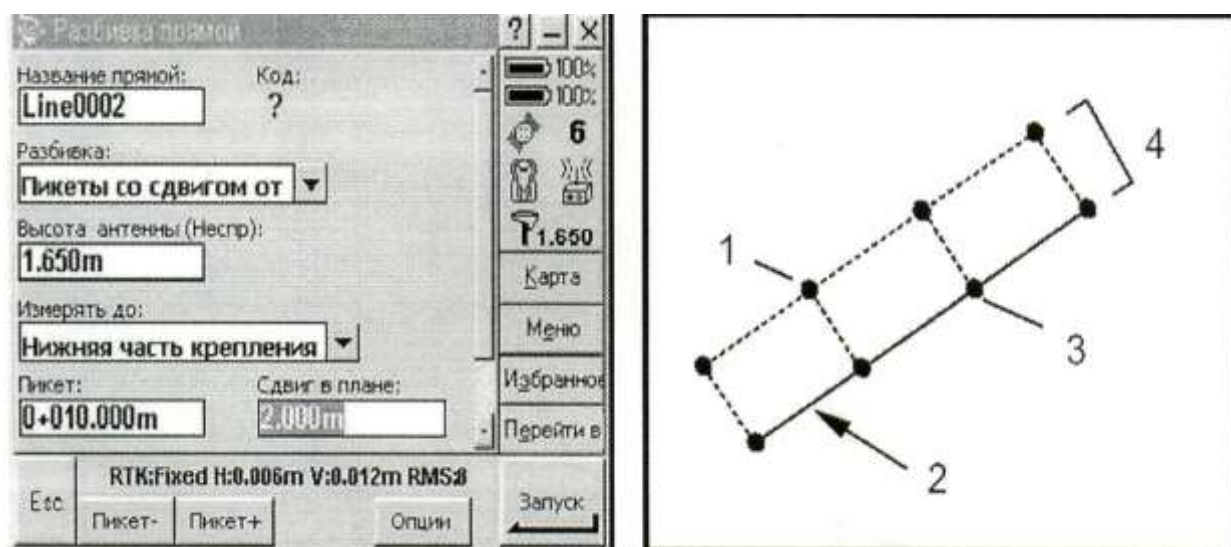 Разбивка прямой ? _ X
Название прямой: Код:
Line0002 ?
100%
100%
6
Разбивка:
Пикеты со сдвигом от
Высота антенны (Неспр):
1.650m
1.650
Карта
Измерять до:
Нижняя часть крепления
Меню
Пикет: Сдвиг в плане:
Избранное
0+010.000m 2.000m
Перейти в
RTK:Fixed H:0.006m V:0.012m RMS:8
Esc Пикет- Пикет+ Опции Запуск
4
1
3
2